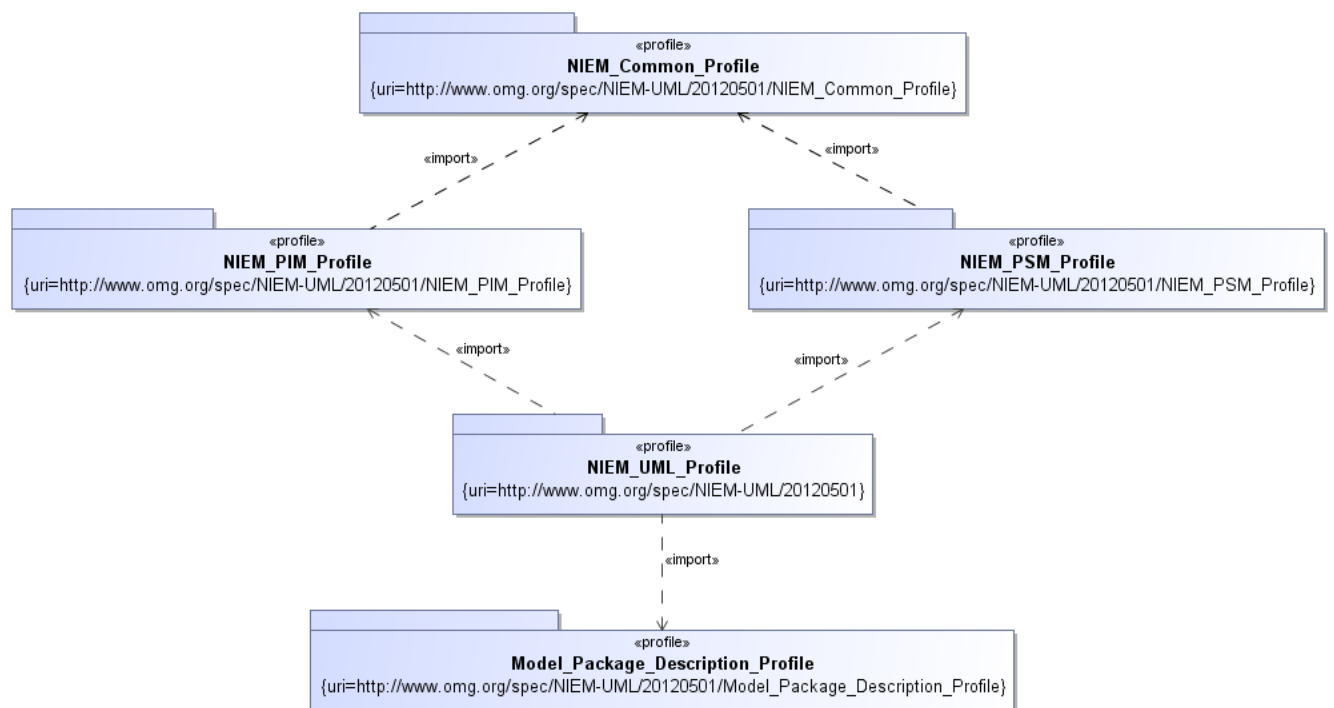 «profile»
NIEM_Common_Profile
{uri=http://www.omg.org/spec/NIEM-UML/20120501/NIEM_Common_Profile}
«import»
«import»
«profile»
NIEM_PIM_Profile
{uri=http://www.omg.org/spec/NIEM-UML/20120501/NIEM_PIM_Profile}
«profile»
NIEM_PSM_Profile
{uri=http://www.omg.org/spec/NIEM-UML/20120501/NIEM_PSM_Profile}
«import»
«import»
«profile»
NIEM_UML_Profile
{uri=http://www.omg.org/spec/NIEM-UML/20120501}
«import»
«profile»
Model_Package_Description_Profile
{uri=http://www.omg.org/spec/NIEM-UML/20120501/Model_Package_Description_Profile}